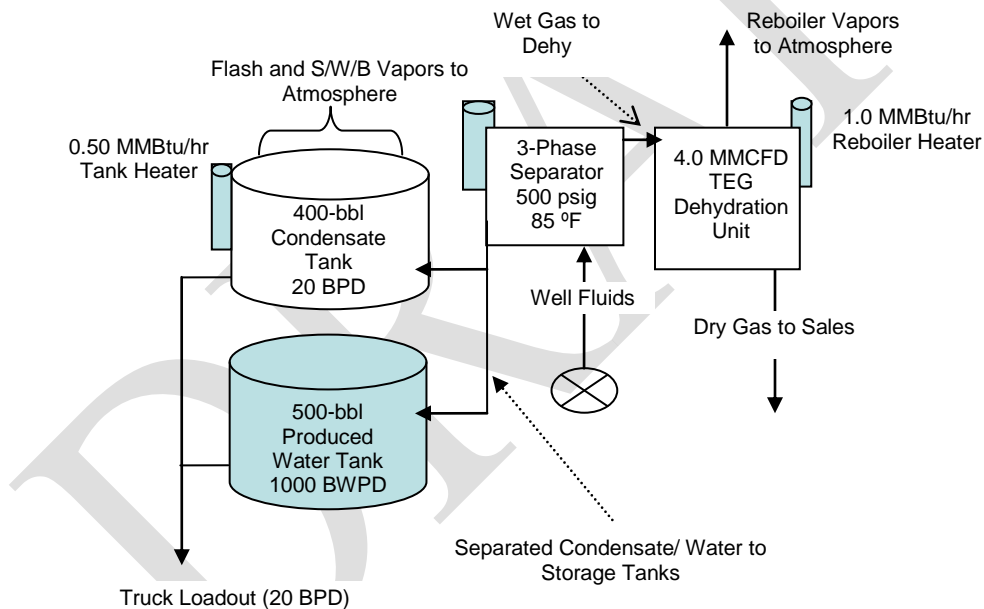 Wet Gas to
Dehy
Reboiler Vapors
to Atmosphere
Flash and S/W/B Vapors to
Atmosphere
0.50 MMBtu/hr
Tank Heater
1.0 MMBtu/hr
Reboiler Heater
3-Phase
Separator
500 psig
85 ºF
4.0 MMCFD
TEG
Dehydration
Unit
400-bbl
Condensate
Tank
20 BPD
Well Fluids
Dry Gas to Sales
500-bbl
Produced
Water Tank
1000 BWPD
Separated Condensate/ Water to
Storage Tanks
Truck Loadout (20 BPD)